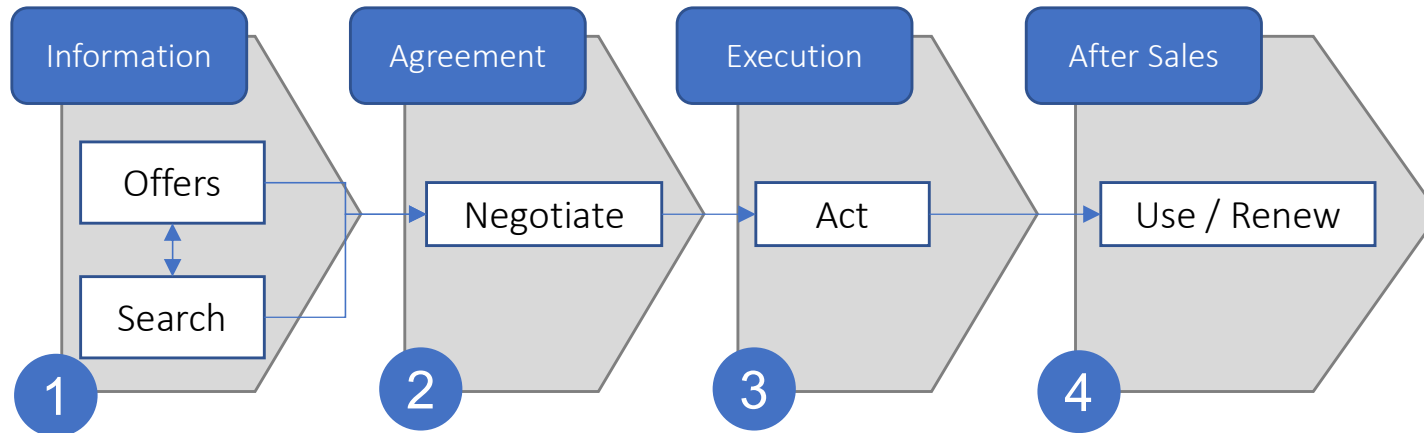 Information
Offers
Search
1
Agreement
Negotiate
2
Execution
Act
3
After Sales
Use / Renew
4